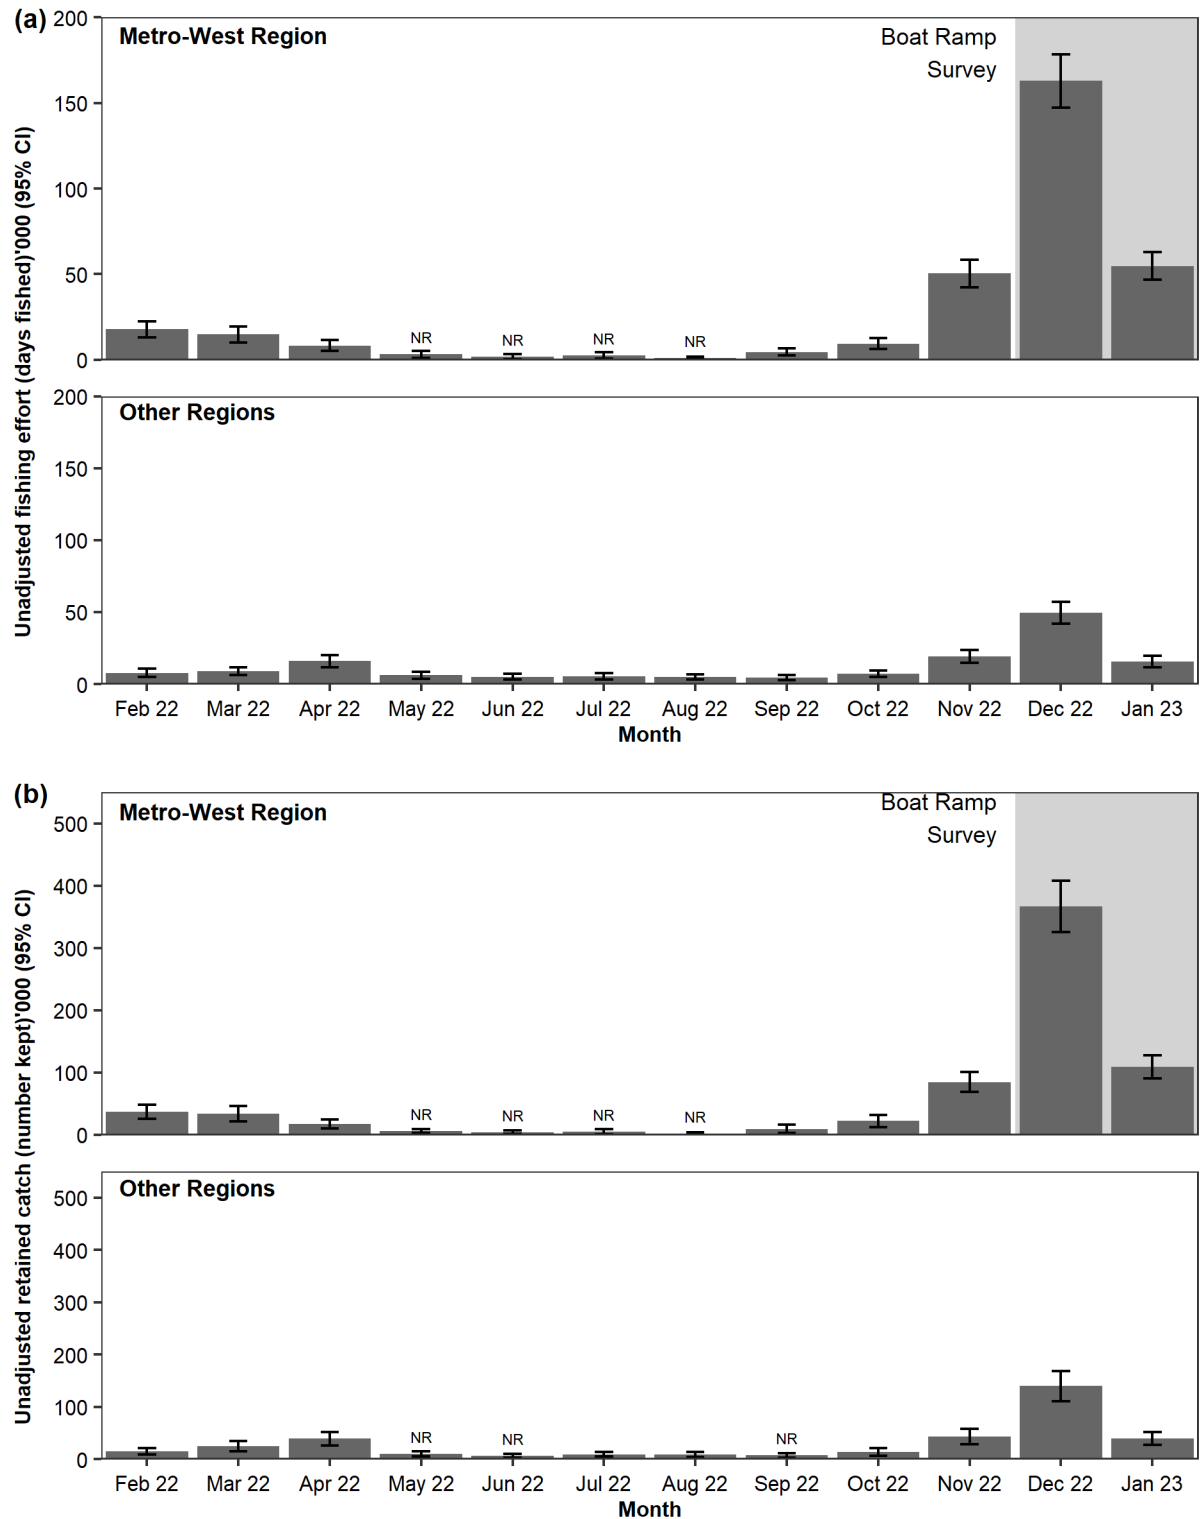 (a)
Unadjusted fishing effort (days fished)'000 (95% CI)
Metro-West Region
Boat Ramp
Survey
200
150
100
50
0
NR NR NR NR
Other Regions
200
150
100
50
0
Feb 22 Mar 22 Apr 22 May 22 Jun 22 Jul 22 Aug 22 Sep 22 Oct 22 Nov 22 Dec 22 Jan 23
Month
(b)
Unadjusted retained catch (number kept)'000 (95% CI)
Metro-West Region
Boat Ramp
Survey
500
400
300
200
100
0
NR NR NR NR
Other Regions
500
400
300
200
100
0
NR NR NR
Feb 22 Mar 22 Apr 22 May 22 Jun 22 Jul 22 Aug 22 Sep 22 Oct 22 Nov 22 Dec 22 Jan 23
Month